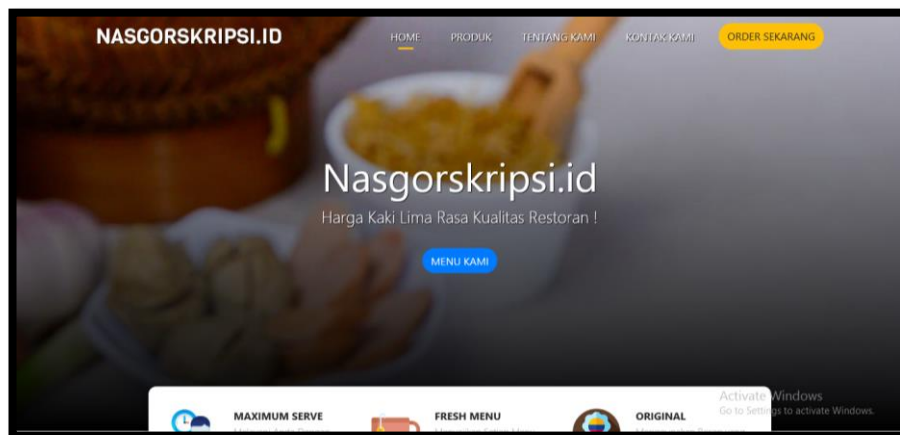 NASGORSKRIPSI.ID
HOME PRODUK TENTANG KAMI KONTAK KAMI ORDER SEKARANG
Nasgorskripsi.id
Harga Kaki Lima Rasa Kualitas Restoran !
MENU KAMI
Activate Windows
Go to Settings to activate Windows.
MAXIMUM SERVE FRESH MENU ORIGINAL